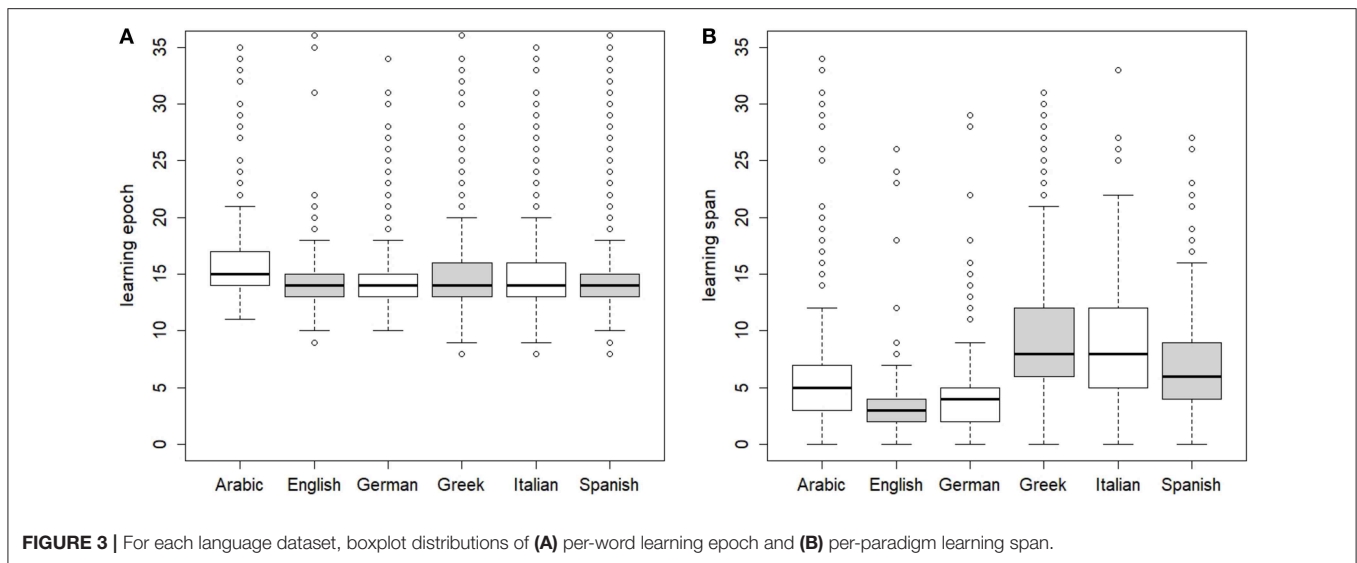 A
learning epoch
35
30
25
20
15
10
5
0
Arabic English German Greek Italian Spanish
B
learning span
35
30
25
20
15
10
5
0
Arabic English German Greek Italian Spanish
FIGURE 3 | For each language dataset, boxplot distributions of (A) per-word learning epoch and (B) per-paradigm learning span.